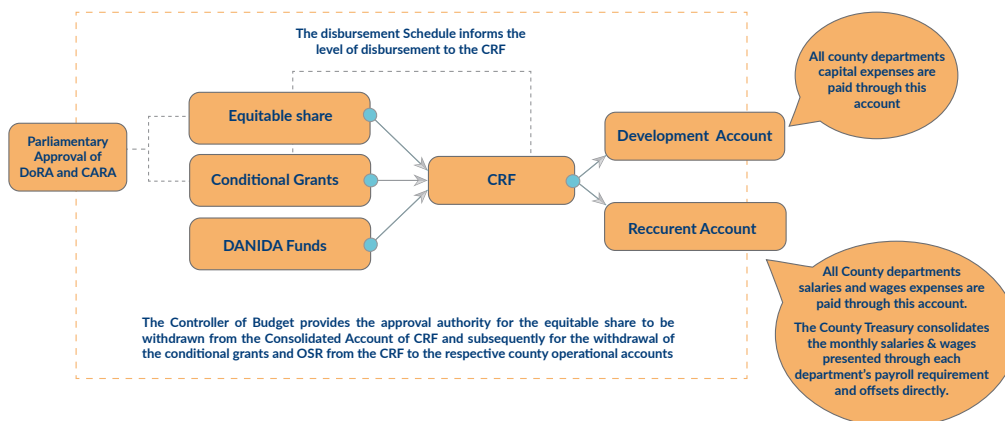 The disbursement Schedule informs the
level of disbursement to the CRF
All county departments
capital expenses are
paid through this
account
Equitable share
Development Account
Parliamentary
Approval of
DoRA and CARA
Conditional Grants
CRF
DANIDA Funds
Reccurent Account
All County departments
salaries and wages expenses are
paid through this account.
The County Treasury consolidates
the monthly salaries & wages
presented through each
department's payroll requirement
and offsets directly.
The Controller of Budget provides the approval authority for the equitable share to be
withdrawn from the Consolidated Account of CRF and subsequently for the withdrawal of
of the conditional grants and OSR from the CRF to the respective county operational accounts